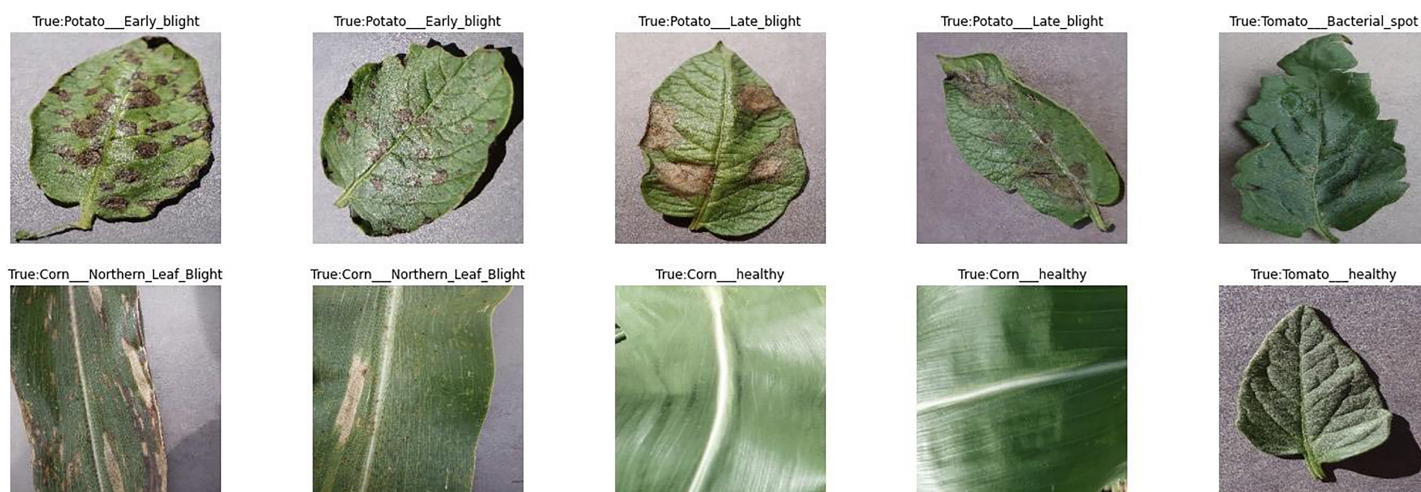 True:Potato___Early_blight
True:Potato___Early_blight
True:Potato___Late_blight
True:Potato___Late_blight
True:Tomato___Bacterial_spot
True:Corn___Northern_Leaf_Blight
True:Corn___Northern_Leaf_Blight
True:Corn___healthy
True:Corn___healthy
True:Tomato___healthy